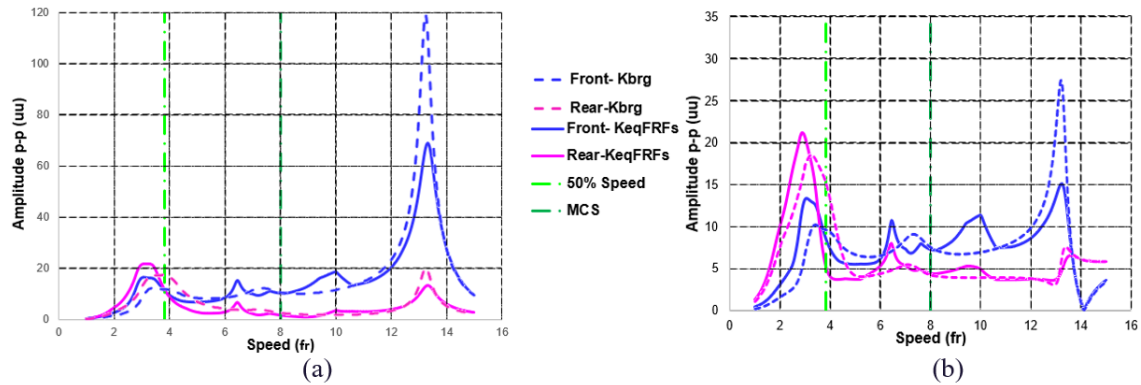 120
100
80
60
40
20
0
0 2 4 6 8 10 12 14 16
Amplitude p-p (uu)
Speed (fr)
(a)
Front- Kbrg
Rear-Kbrg
Front- KeqFRFs
Rear-KeqFRFs
50% Speed
MCS
35
30
25
20
15
10
5
0
0 2 4 6 8 10 12 14 16
Amplitude p-p (uu)
Speed (fr)
(b)